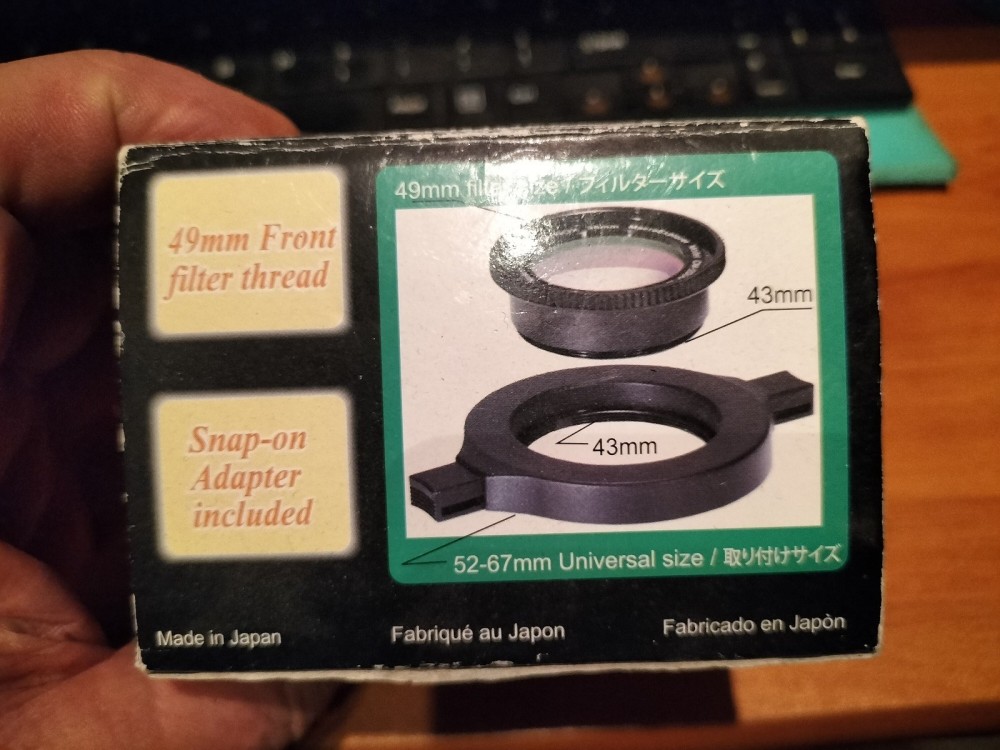 49mm Front
filter thread
Snap-on
Adapter
included
49mm filter size / フィルターサイズ
43mm
43mm
52-67mm Universal size / 取り付けサイズ
Made in Japan
Fabriqué au Japon
Fabricado en Japòn